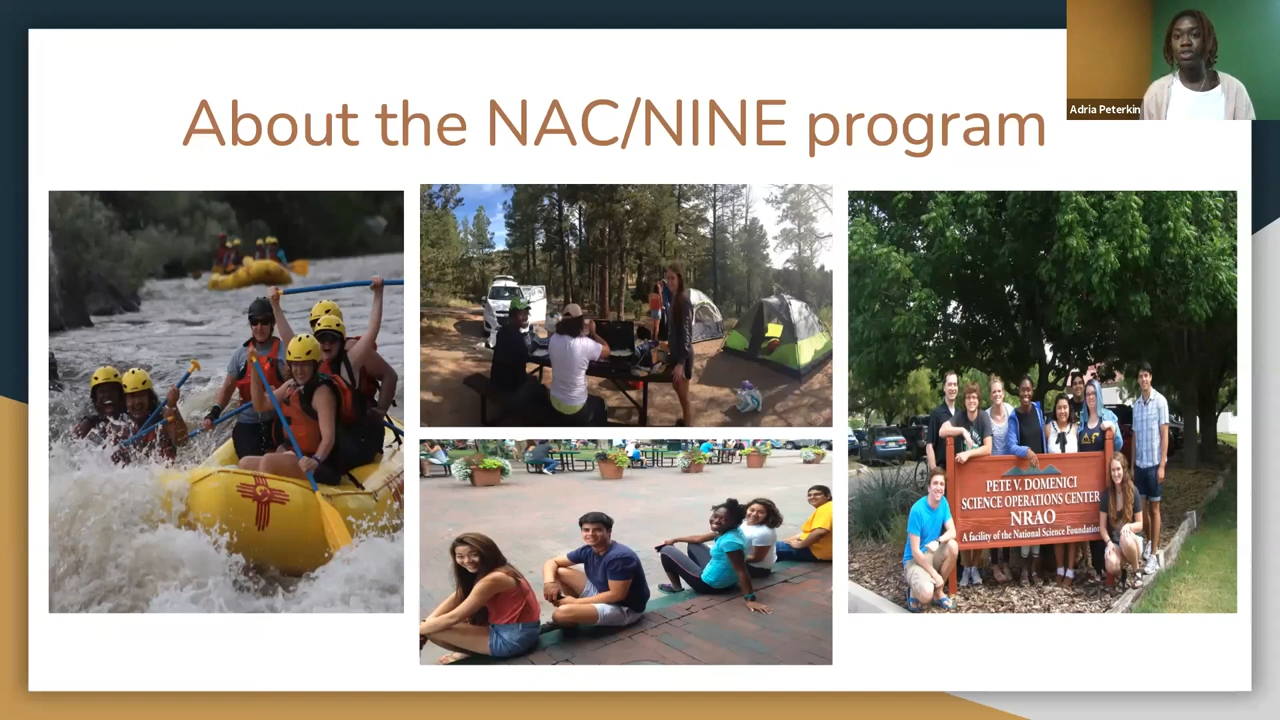 About the NAC/NINE program
Adria Peterkin
PETE V. DOMENICI
SCIENCE OPERATIONS CENTER
NRAO
A facility of the National Science Foundation